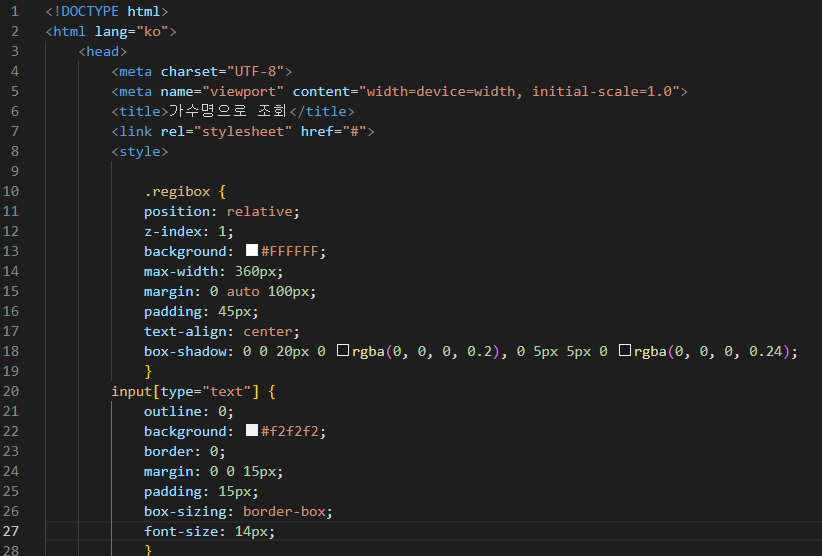 1 <!DOCTYPE html>
2 <html lang="ko">
3 <head>
4 <meta charset="UTF-8">
5 <meta name="viewport" content="width=device-width, initial-scale=1.0">
6 <title>가수명으로 조회</title>
7 <link rel="stylesheet" href="#">
8 <style>
9
10 .regibox {
11 position: relative;
12 z-index: 1;
13 background: #FFFFFF;
14 max-width: 360px;
15 margin: 0 auto 100px;
16 padding: 45px;
17 text-align: center;
18 box-shadow: 0 0 20px 0 rgba(0, 0, 0, 0.2), 0 5px 5px 0 rgba(0, 0, 0, 0.24);
19 }
20 input[type="text"] {
21 outline: 0;
22 background: #f2f2f2;
23 border: 0;
24 margin: 0 0 15px;
25 padding: 15px;
26 box-sizing: border-box;
27 font-size: 14px;
28 }